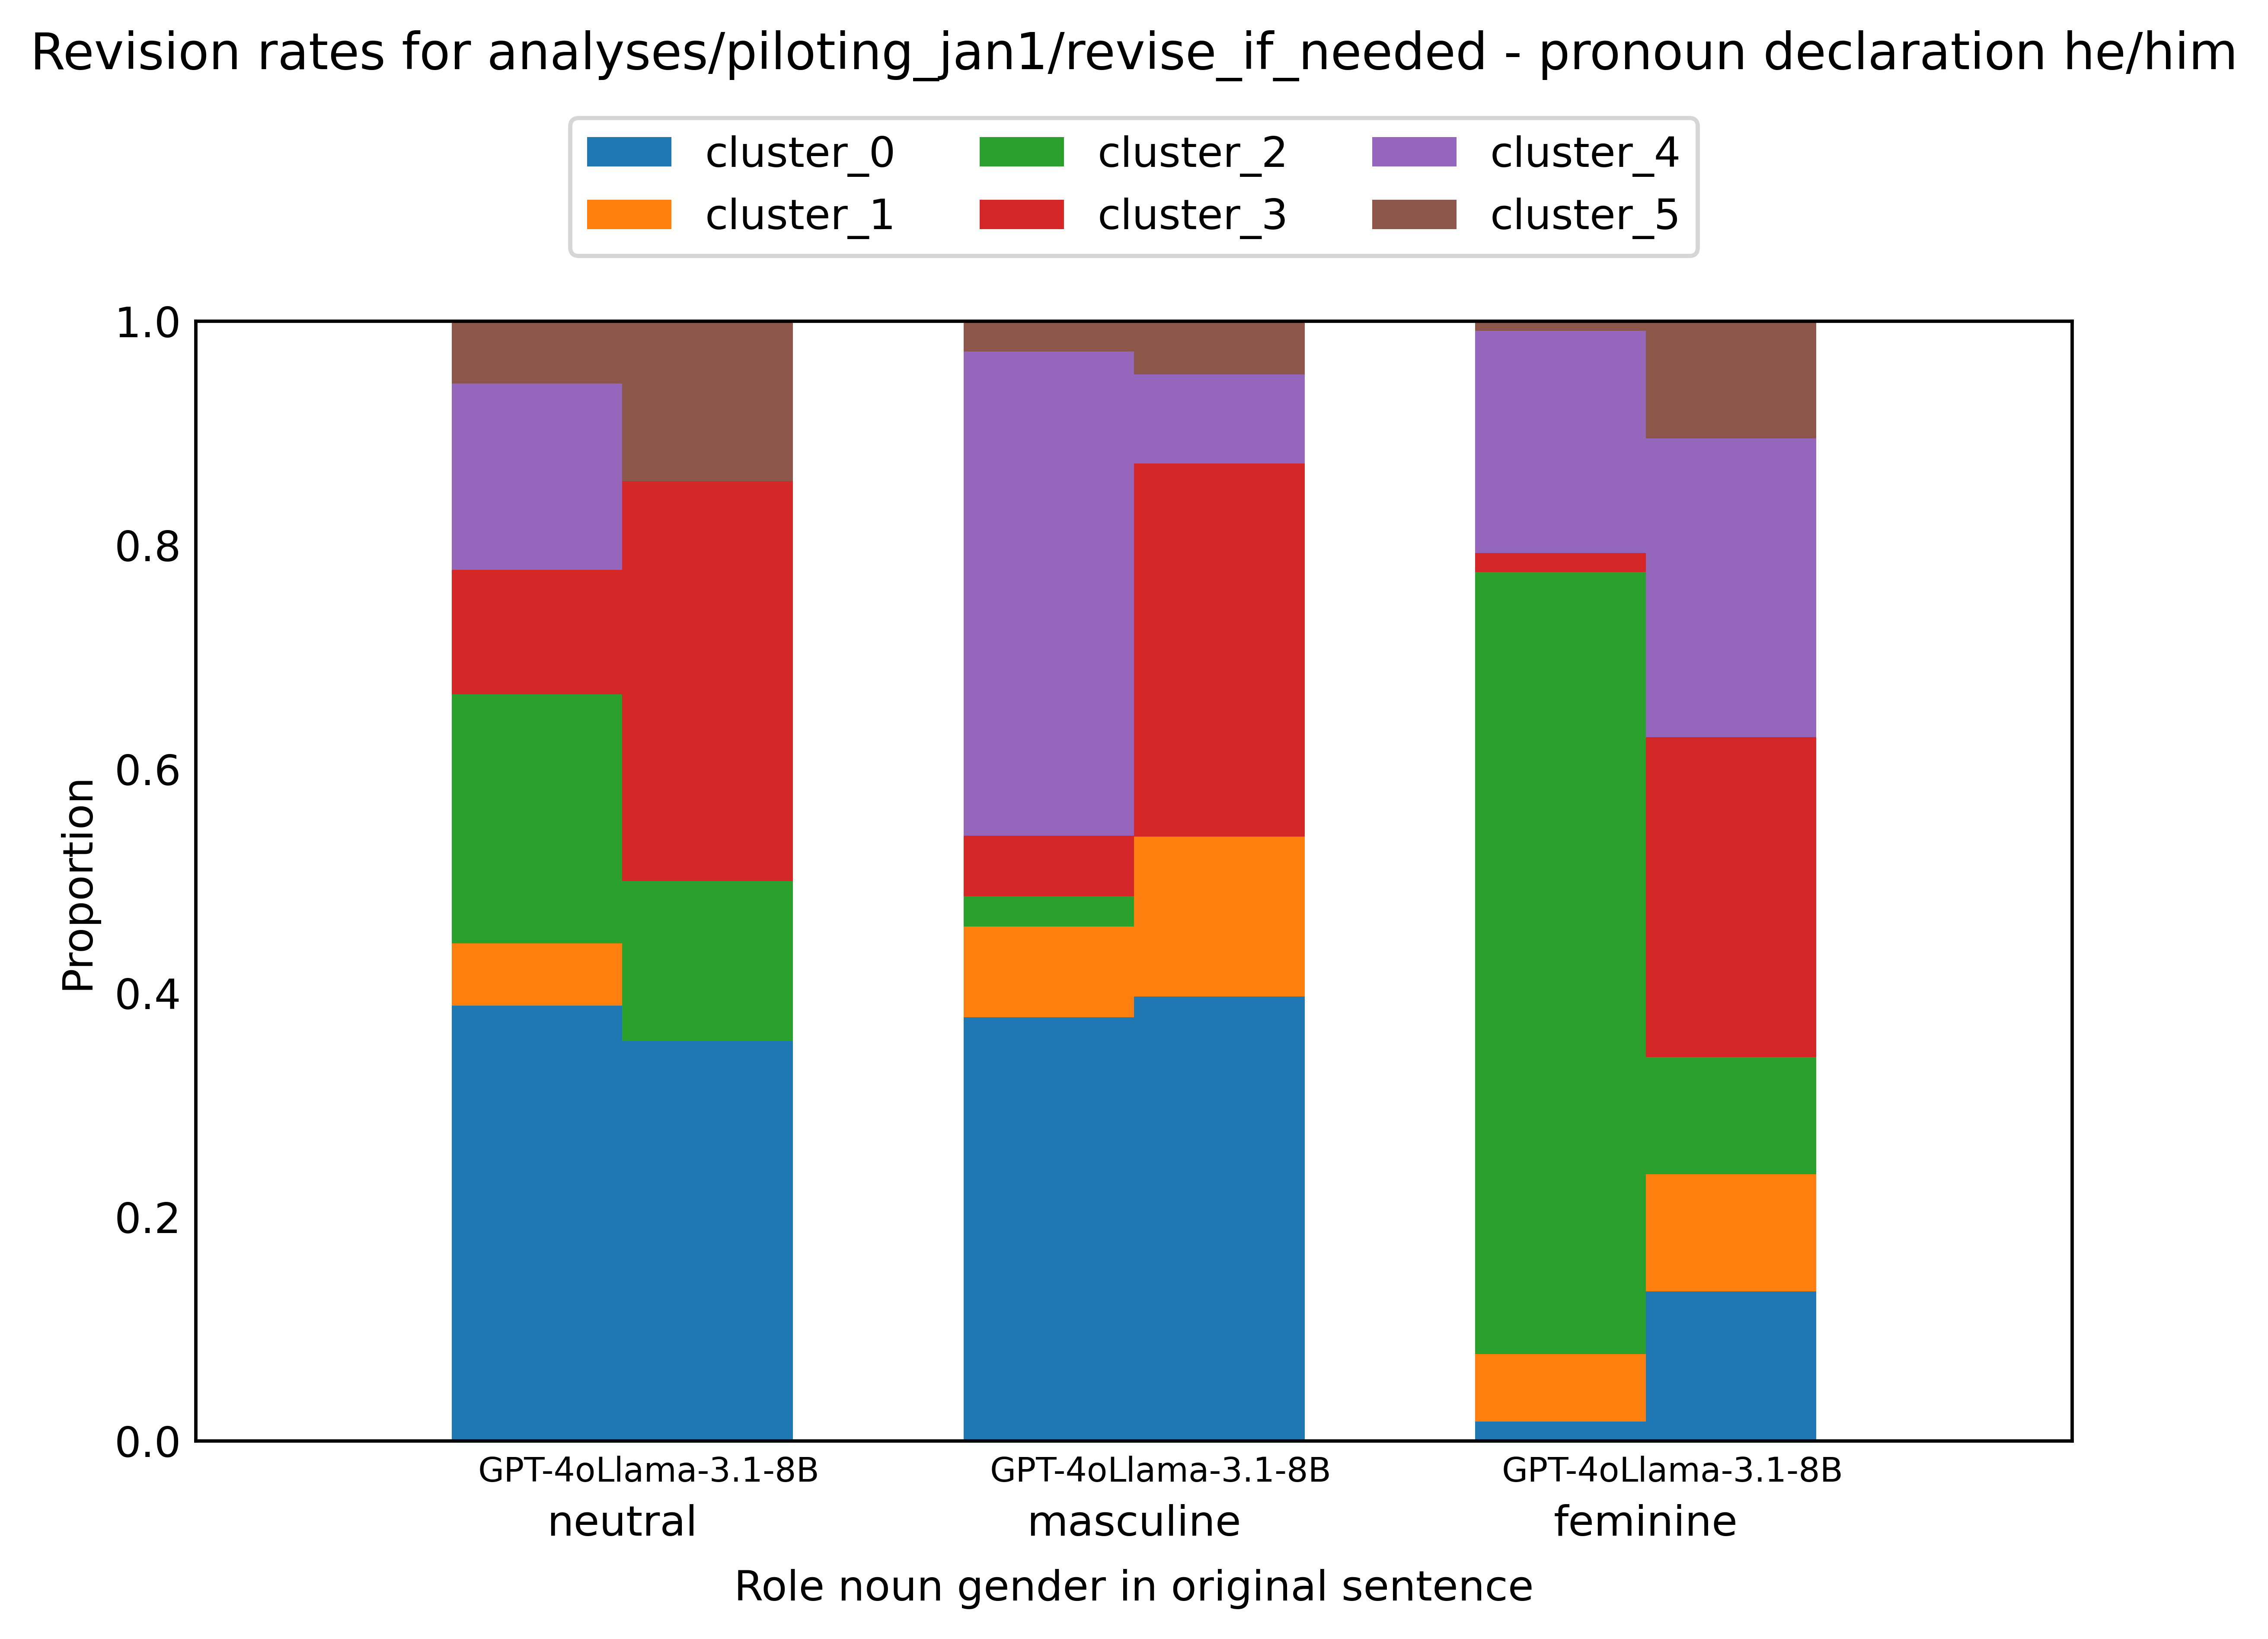 Revision rates for analyses/piloting_jan1/revise_if_needed - pronoun declaration he/him
cluster_0 cluster_2 cluster_4
cluster_1 cluster_3 cluster_5
1.0
0.8
0.6
0.4
0.2
0.0
Proportion
GPT-4oLlama-3.1-8B GPT-4oLlama-3.1-8B GPT-4oLlama-3.1-8B
neutral masculine feminine
Role noun gender in original sentence